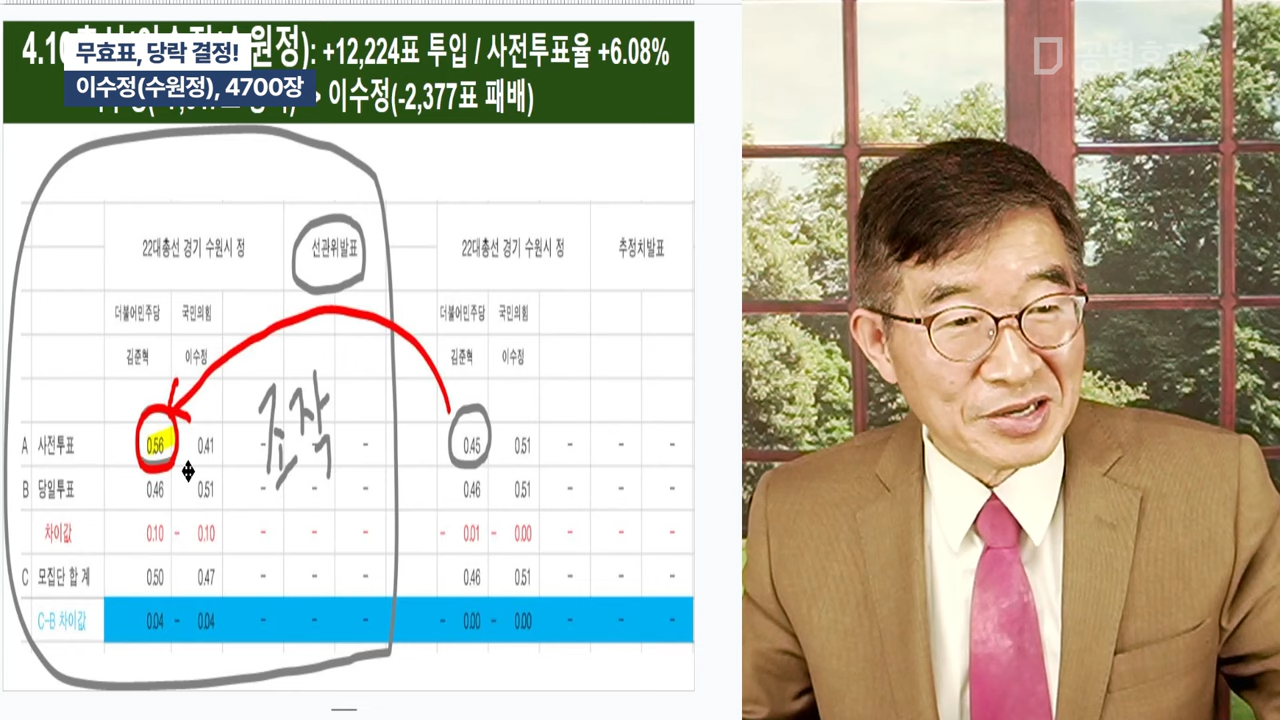 무효표, 당락 결정!
이수정(수원정), 4700장
: +12,224표 투입 / 사전투표율 +6.08%
이수정(-2,377표 패배)
공병호TV
22대총선 경기 수원시 정 선관위발표 22대총선 경기 수원시 정 추정치발표
더불어민주당 국민의힘 더불어민주당 국민의힘
김준혁 이수정 김준혁 이수정
조작
A 사전투표 0.56 0.41 - - - 0.45 0.51 - - -
B 당일투표 0.46 0.51 - - - 0.46 0.51 - - -
차이값 0.10 - 0.10 - - - - 0.01 - 0.00 - - -
C 모집단 합 계 0.50 0.47 - - - 0.46 0.51 - - -
C-B 차이값 0.04 - 0.04 - - - - 0.00 - 0.00 - - -